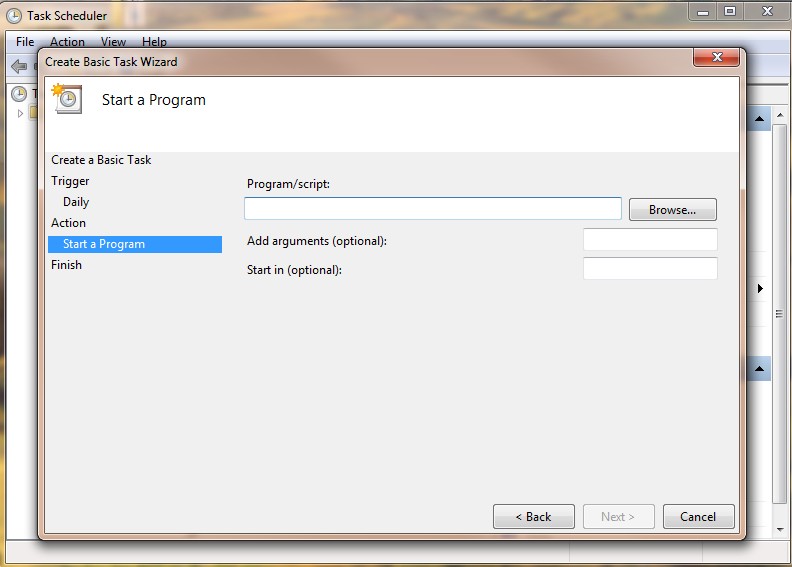 Task Scheduler
File Action View Help
Create Basic Task Wizard
Start a Program
Create a Basic Task
Trigger
Daily
Action
Start a Program
Finish
Program/script:
Browse...
Add arguments (optional):
Start in (optional):
< Back Next > Cancel